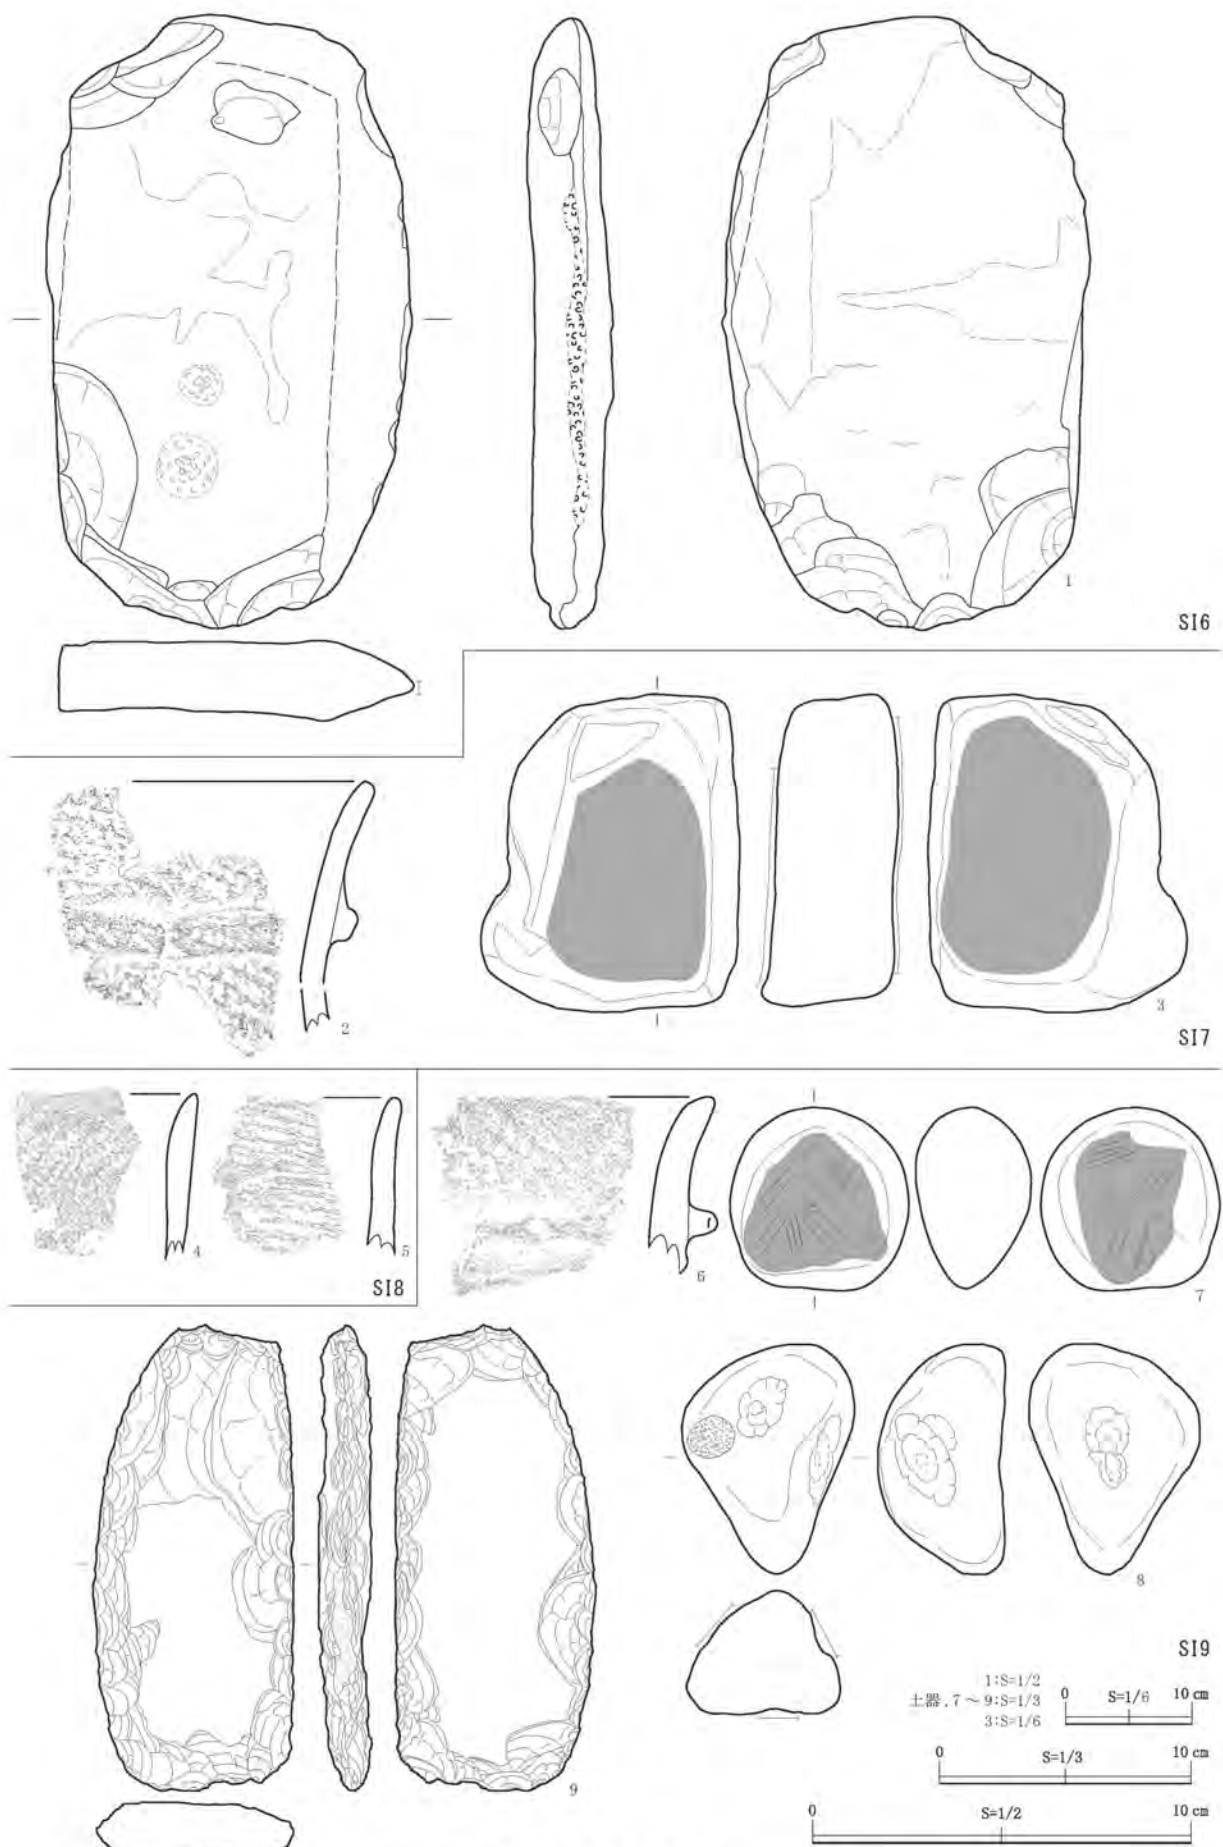 1
SI6
2
3
SI7
4
5
SI8
6
7
8
9
SI9
1:S=1/2
土器.7～9:S=1/3
3:S=1/6
0 S=1/6 10 cm
0 S=1/3 10 cm
0 S=1/2 10 cm